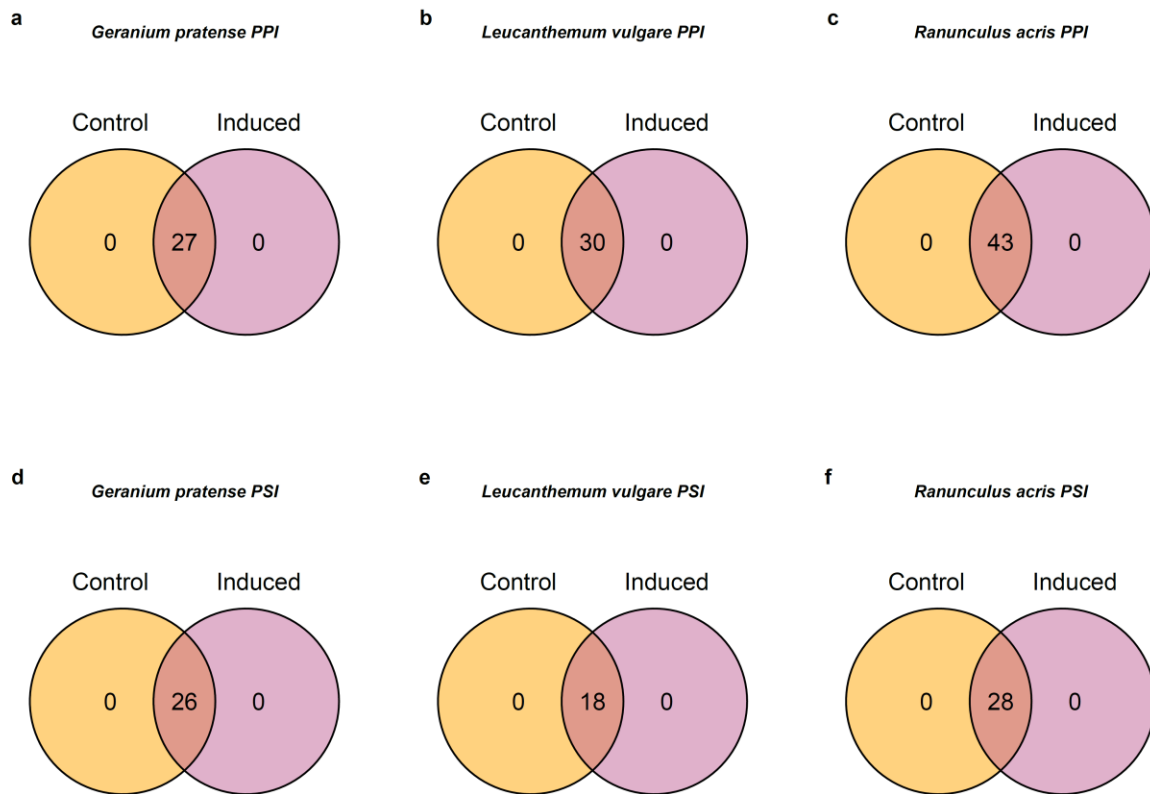 a
Geranium pratense PPI
Control Induced
0 27 0
b
Leucanthemum vulgare PPI
Control Induced
0 30 0
c
Ranunculus acris PPI
Control Induced
0 43 0
d
Geranium pratense PSI
Control Induced
0 26 0
e
Leucanthemum vulgare PSI
Control Induced
0 18 0
f
Ranunculus acris PSI
Control Induced
0 28 0